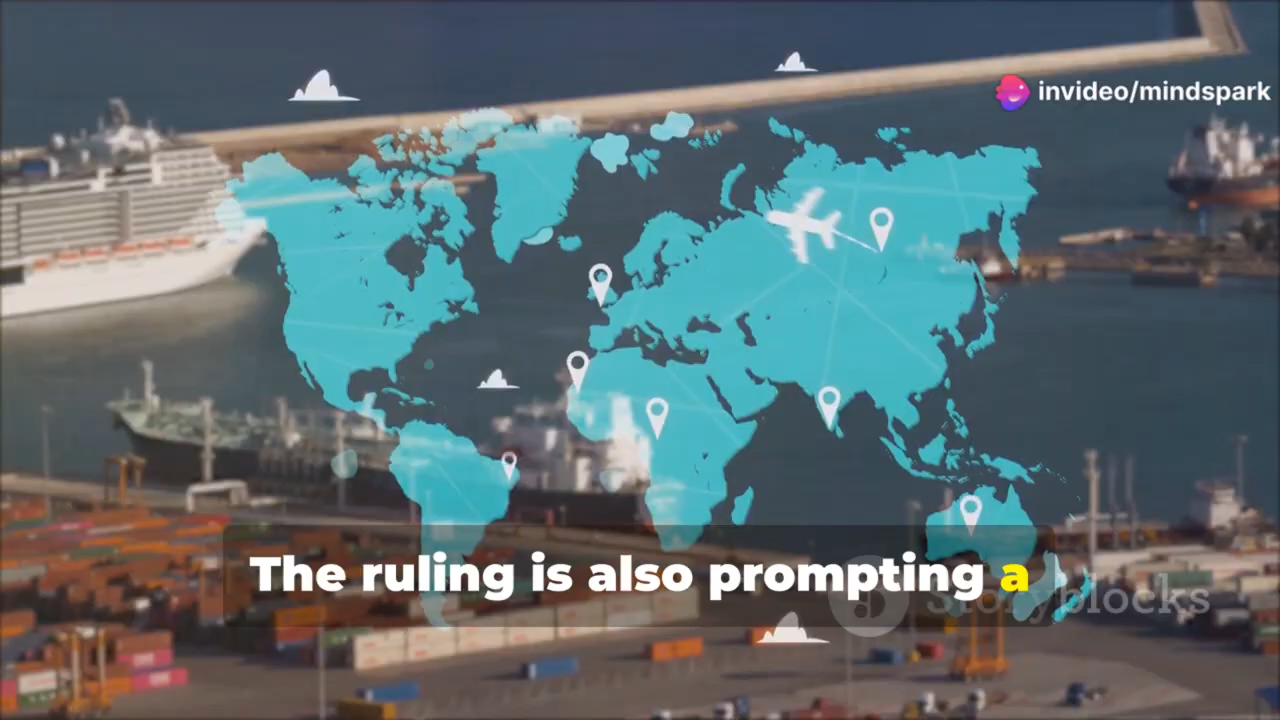 invideo/mindspark
The ruling is also prompting a
Storyblocks